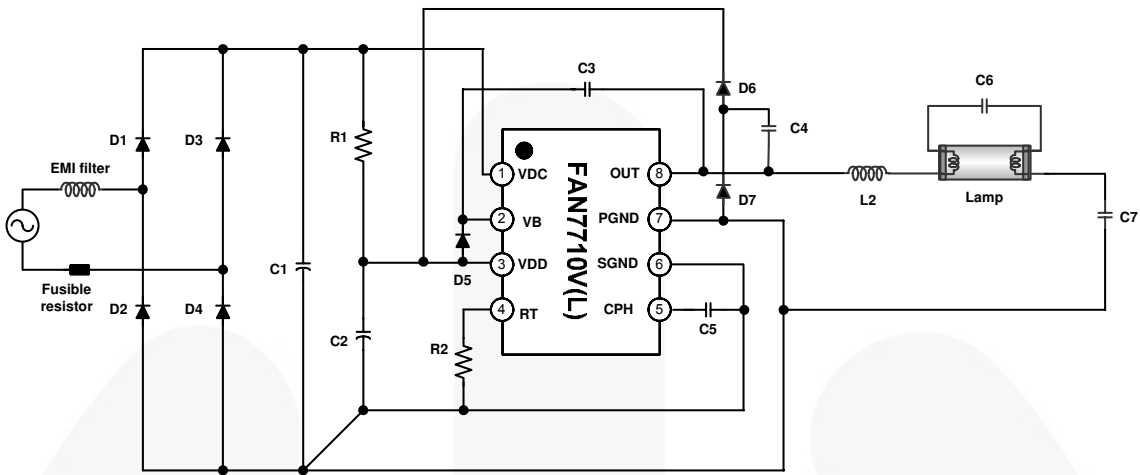 C3
D6
C6
D1
D3
R1
C4
EMI filter
FAN7710V(L)
1
VDC
OUT
8
L2
Lamp
D7
2
VB
PGND
7
C7
C1
D5
3
VDD
SGND
6
Fusible
resistor
D2
D4
C2
4
RT
CPH
5
C5
R2